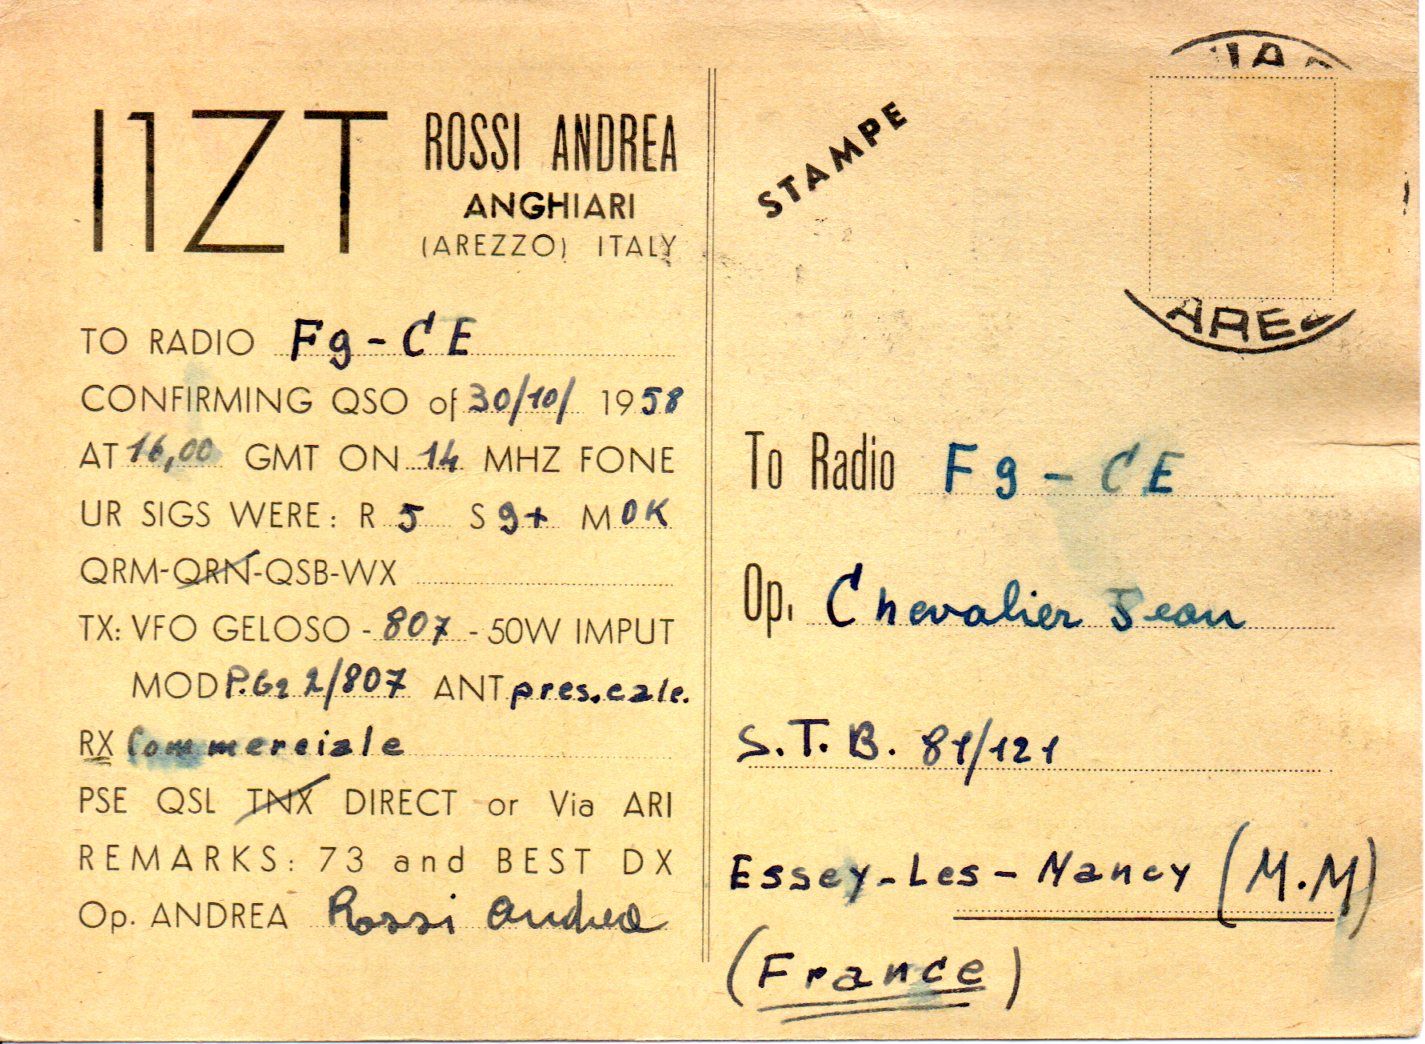 I1ZT ROSSI ANDREA
ANGHIARI
(AREZZO) ITALY
TO RADIO F9-CE
CONFIRMING QSO of 30/10/ 1958
AT 16,00 GMT ON 14 MHZ FONE
UR SIGS WERE: R 5 S 9+ M OK
QRM-QRN-QSB-WX
TX: VFO GELOSO - 807 - 50W IMPUT
MOD P.G2 2/807 ANT pres.cale.
RX Commerciale
PSE QSL TNX DIRECT or Via ARI
REMARKS: 73 and BEST DX
Op. ANDREA Rossi Andrea
STAMPE
AREZ
To Radio F9-CE
Op. Chevalier Jean
S.T.B. 81/121
Essey-Les-Nancy (M.M)
(France)